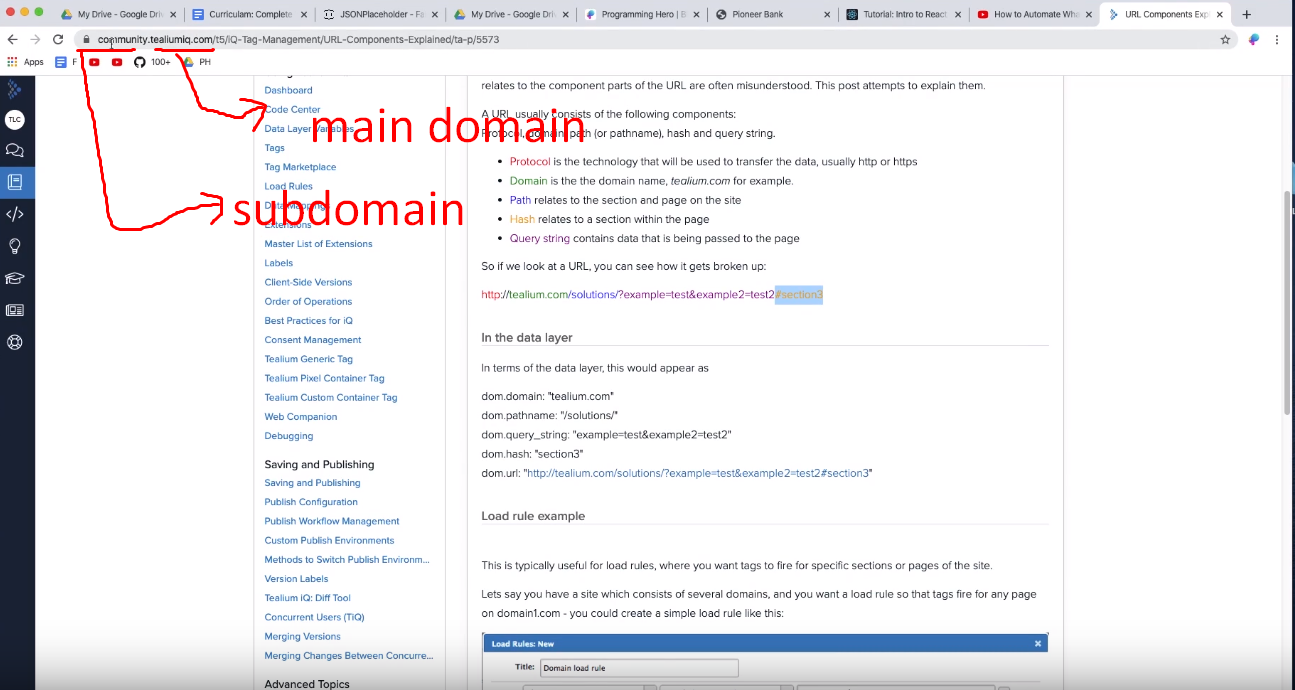 My Drive - Google Driv
Curriculam: Complete
JSONPlaceholder - Fa
My Drive - Google Driv
Programming Hero | B
Pioneer Bank
Tutorial: Intro to React
How to Automate Wha
URL Components Exp
community.tealiumiq.com/t5/iQ-Tag-Management/URL-Components-Explained/ta-p/5573
Apps
F
100+
PH
TLC
Dashboard
Code Center
Data Layer Variables
Tags
Tag Marketplace
Load Rules
Data Mappings
Extensions
Master List of Extensions
Labels
Client-Side Versions
Order of Operations
Best Practices for iQ
Consent Management
Tealium Generic Tag
Tealium Pixel Container Tag
Tealium Custom Container Tag
Web Companion
Debugging
Saving and Publishing
Saving and Publishing
Publish Configuration
Publish Workflow Management
Custom Publish Environments
Methods to Switch Publish Environm...
Version Labels
Tealium iQ: Diff Tool
Concurrent Users (TiQ)
Merging Versions
Merging Changes Between Concurre...
Advanced Topics
main domain
subdomain
relates to the component parts of the URL are often misunderstood. This post attempts to explain them.
A URL usually consists of the following components:
Protocol, domain, path (or pathname), hash and query string.
• Protocol is the technology that will be used to transfer the data, usually http or https
• Domain is the the domain name, tealium.com for example.
• Path relates to the section and page on the site
• Hash relates to a section within the page
• Query string contains data that is being passed to the page
So if we look at a URL, you can see how it gets broken up:
http://tealium.com/solutions/?example=test&example2=test2#section3
In the data layer
In terms of the data layer, this would appear as
dom.domain: "tealium.com"
dom.pathname: "/solutions/"
dom.query_string: "example=test&example2=test2"
dom.hash: "section3"
dom.url: "http://tealium.com/solutions/?example=test&example2=test2#section3"
Load rule example
This is typically useful for load rules, where you want tags to fire for specific sections or pages of the site.
Lets say you have a site which consists of several domains, and you want a load rule so that tags fire for any page
on domain1.com - you could create a simple load rule like this:
Load Rules: New
Title: Domain load rule